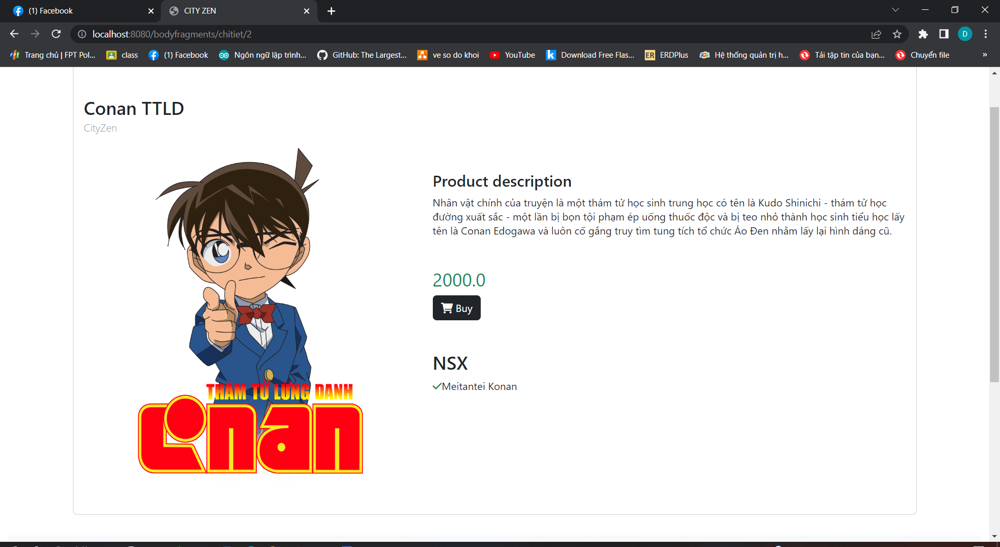 (1) Facebook
CITY ZEN
localhost:8080/bodyfragments/chitiet/2
D
Trang chủ | FPT Pol...
class
(1) Facebook
Ngôn ngữ lập trình...
GitHub: The Largest...
ve so do khoi
YouTube
k
Download Free Flas...
ER
ERDPlus
Hệ thống quản trị h...
Tải tập tin của bạn...
Chuyển file
»
Conan TTLD
CityZen
THÁM TỬ LỪNG DANH
Conan
Product description
Nhân vật chính của truyện là một thám tử học sinh trung học có tên là Kudo Shinichi - thám tử học
đường xuất sắc - một lần bị bọn tội phạm ép uống thuốc độc và bị teo nhỏ thành học sinh tiểu học lấy
tên là Conan Edogawa và luôn cố gắng truy tìm tung tích tổ chức Áo Đen nhằm lấy lại hình dáng cũ.
2000.0
Buy
NSX
Meitantei Konan